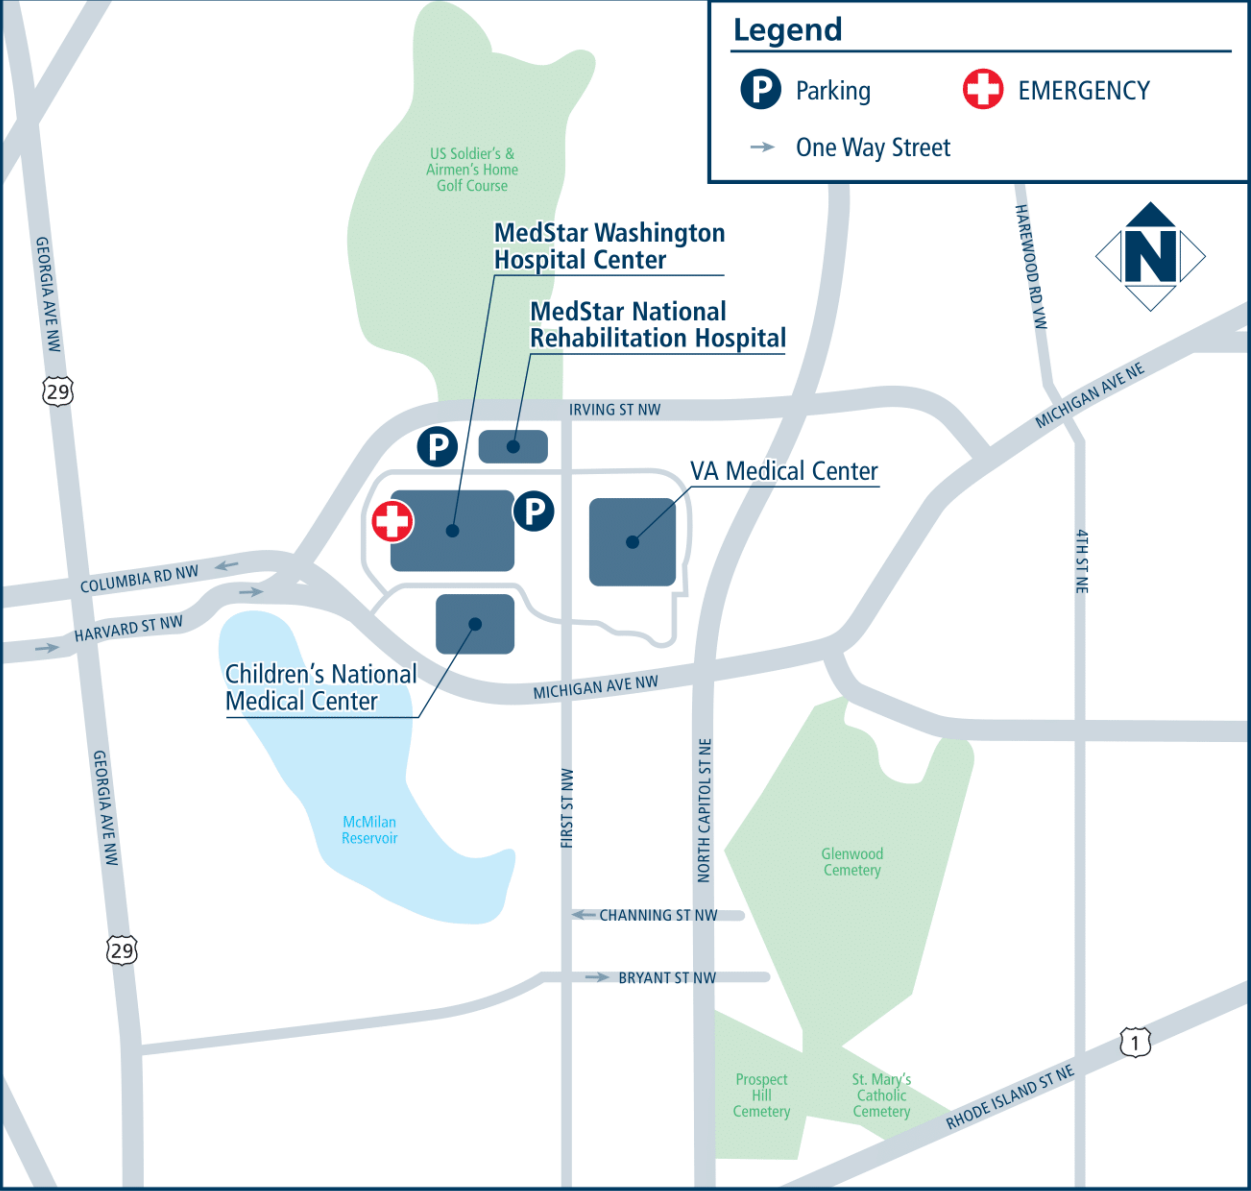 Legend
P Parking
EMERGENCY
One Way Street
US Soldier's &
Airmen's Home
Golf Course
MedStar Washington
Hospital Center
MedStar National
Rehabilitation Hospital
HAREWOOD RD VW
N
GEORGIA AVE NW
29
IRVING ST NW
MICHIGAN AVE NE
P
VA Medical Center
P
COLUMBIA RD NW
4TH ST NE
HARVARD ST NW
Children's National
Medical Center
MICHIGAN AVE NW
GEORGIA AVE NW
FIRST ST NW
NORTH CAPITOL ST NE
McMilan
Reservoir
Glenwood
Cemetery
CHANNING ST NW
29
BRYANT ST NW
1
Prospect
Hill
Cemetery
St. Mary's
Catholic
Cemetery
RHODE ISLAND ST NE